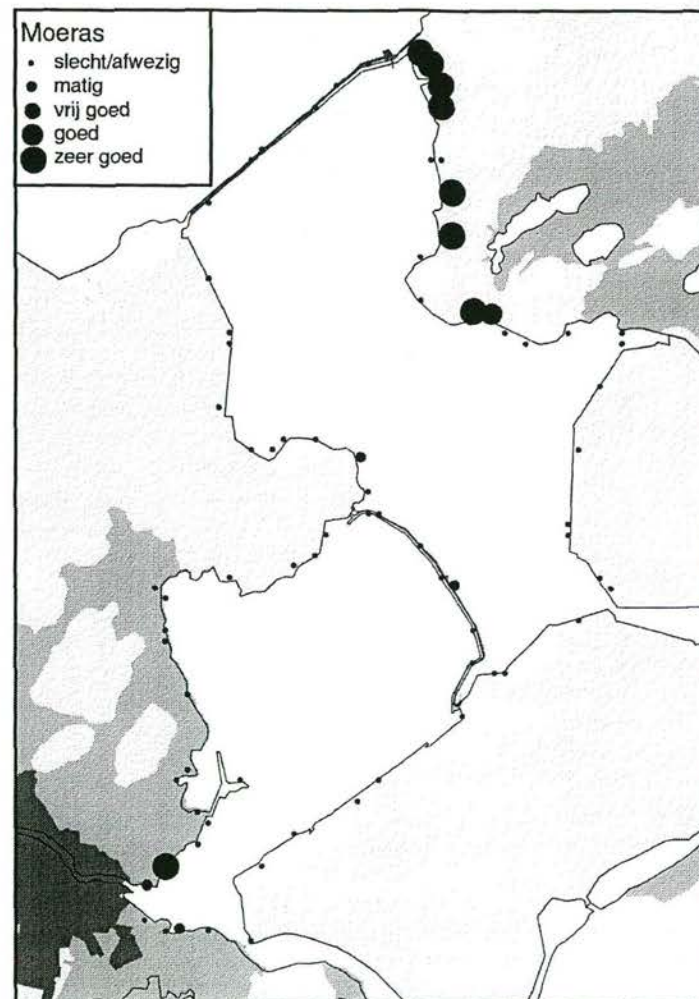 Moeras
slecht/afwezig
matig
vrij goed
goed
zeer goed